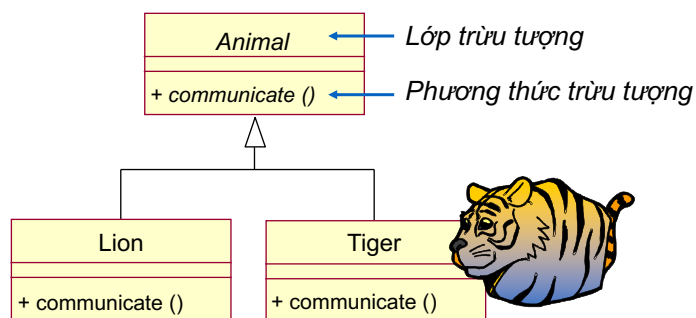 Animal
Lớp trừu tượng
+ communicate ()
Phương thức trừu tượng
Lion
Tiger
+ communicate ()
+ communicate ()